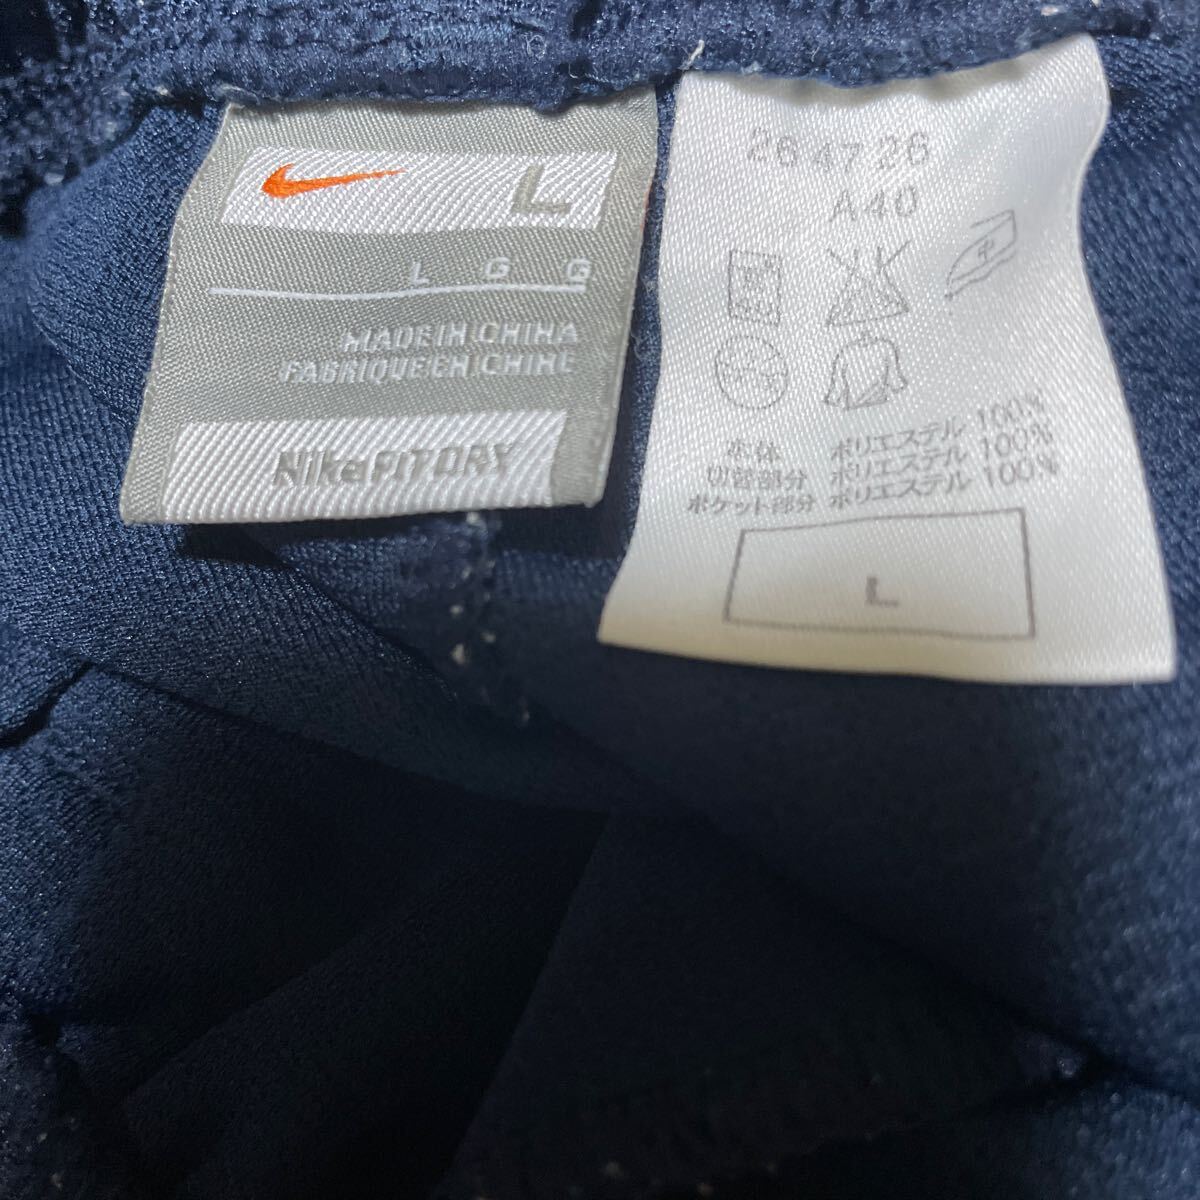 L
L G G
MADE IN CHINA
FABRIQUE EN CHINE
NikeFITDRY
264726
A40
中
本体 ポリエステル 100%
切替部分 ポリエステル 100%
ポケット部分 ポリエステル 100%
L